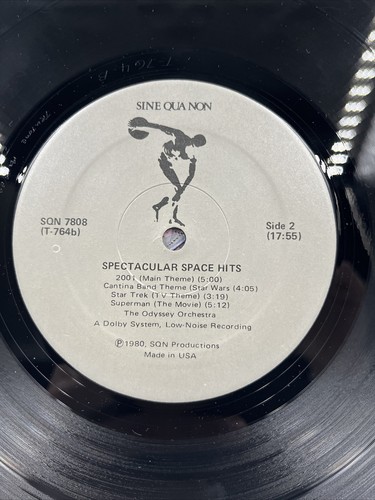 SINE QUA NON
SQN 7808
(T-764b)
Side 2
(17:55)
SPECTACULAR SPACE HITS
2001 (Main Theme) (5:00)
Cantina Band Theme (Star Wars (4:05)
Star Trek (TV Theme) (3:19)
Superman (The Movie) (5:12)
The Odyssey Orchestra
A Dolby System, Low-Noise Recording
Ⓟ1980, SQN Productions
Made in USA